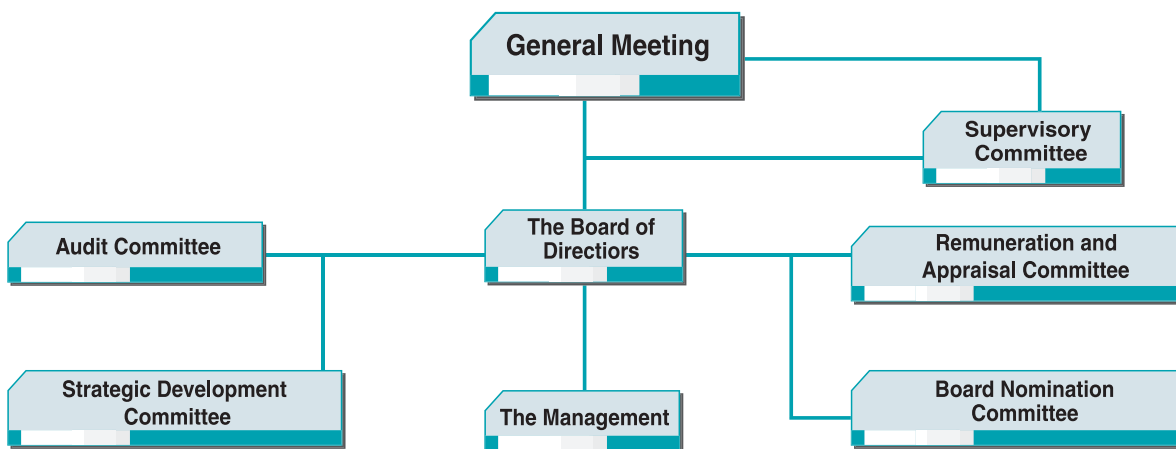 General Meeting
Supervisory
Committee
The Board of
Directiors
Audit Committee
Remuneration and
Appraisal Committee
Strategic Development
Committee
The Management
Board Nomination
Committee